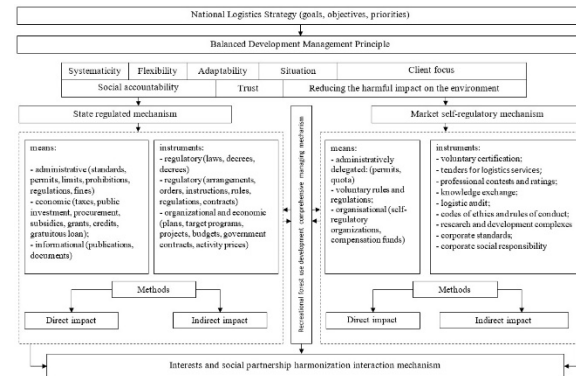 National Logistics Strategy (goals, objectives, priorities)
Balanced Development Management Principle
Systematicity
Flexibility
Adaptability
Situation
Client focus
Social accountability
Trust
Reducing the harmful impact on the environment
State regulated mechanism
Market self-regulatory mechanism
means:
- administrative (standards,
permits, limits, prohibitions,
regulations, fines)
- economic (taxes, public
investment, procurement,
subsidies, grants, credits,
gratuitous loan);
- informational (publications,
documents)
instruments:
- regulatory (laws, decrees,
decrees)
- regulatory (arrangements,
orders, instructions, rules,
regulations, contracts)
- organizational and economic
(plans, target programs,
projects, budgets, government
contracts, activity prices)
Methods
Direct impact
Indirect impact
Recreational forest use development comprehensive managing mechanism
means:
- administratively
delegated: (permits,
quota)
- voluntary rules and
regulations;
- organisational (self-
regulatory
organizations,
compensation funds)
instruments:
- voluntary certification;
- tenders for logistics services;
- professional contests and ratings;
- knowledge exchange;
- logistic audit;
- codes of ethics and rules of conduct;
- research and development complexes
- corporate standards;
- corporate social responsibility
Methods
Direct impact
Indirect impact
Interests and social partnership harmonization interaction mechanism